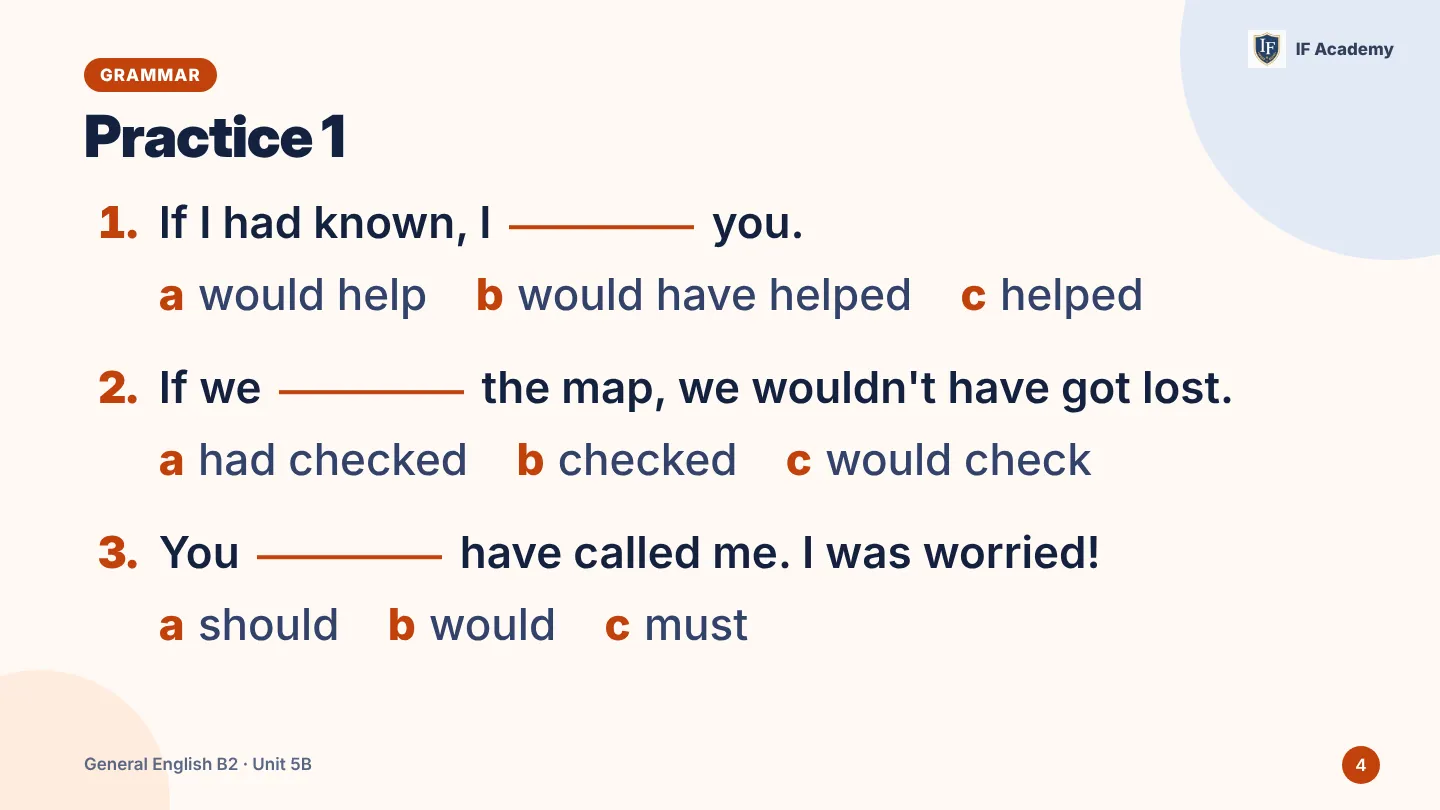 IF
IF Academy
GRAMMAR
Practice 1
1. If I had known, I ________ you.
a would help b would have helped c helped
2. If we ________ the map, we wouldn't have got lost.
a had checked b checked c would check
3. You ________ have called me. I was worried!
a should b would c must
General English B2 · Unit 5B
4